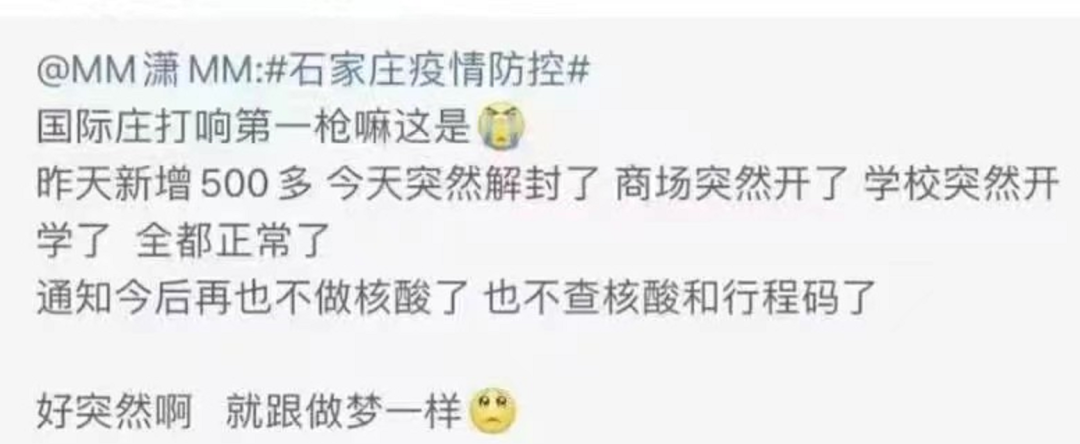 @MM潇MM:#石家庄疫情防控#
国际庄打响第一枪嘛这是😭
昨天新增500多 今天突然解封了 商场突然开了 学校突然开
学了 全都正常了
通知今后再也不做核酸了 也不查核酸和行程码了
好突然啊 就跟做梦一样🥺